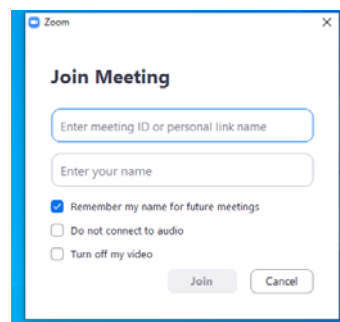 Zoom
Join Meeting
Enter meeting ID or personal link name
Enter your name
Remember my name for future meetings
Do not connect to audio
Turn off my video
Join Cancel